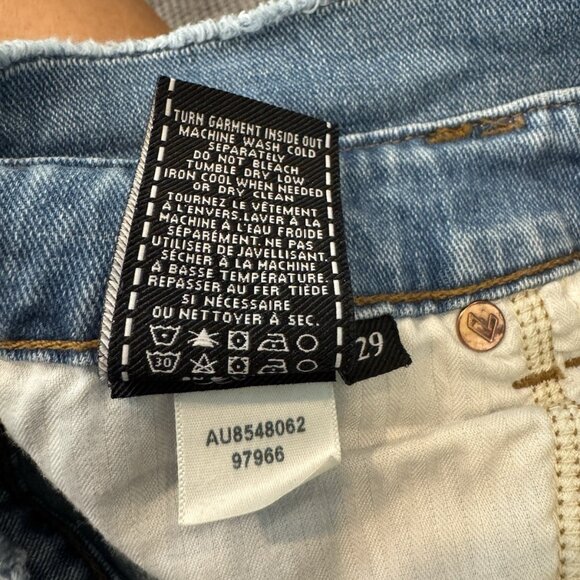 TURN GARMENT INSIDE OUT
MACHINE WASH COLD
SEPARATELY
DO NOT BLEACH
TUMBLE DRY LOW
IRON COOL WHEN NEEDED
OR DRY CLEAN
TOURNEZ LE VÊTEMENT
À L'ENVERS.LAVER À LA
MACHINE À EAU FROIDE
SÉPARÉMENT. NE PAS
UTILISER DE JAVELLISANT.
SÉCHER À LA MACHINE
À BASSE TEMPÉRATURE.
REPASSER AU FER TIÈDE
SI NÉCESSAIRE
OU NETTOYER À SEC.
30
29
AU8548062
97966